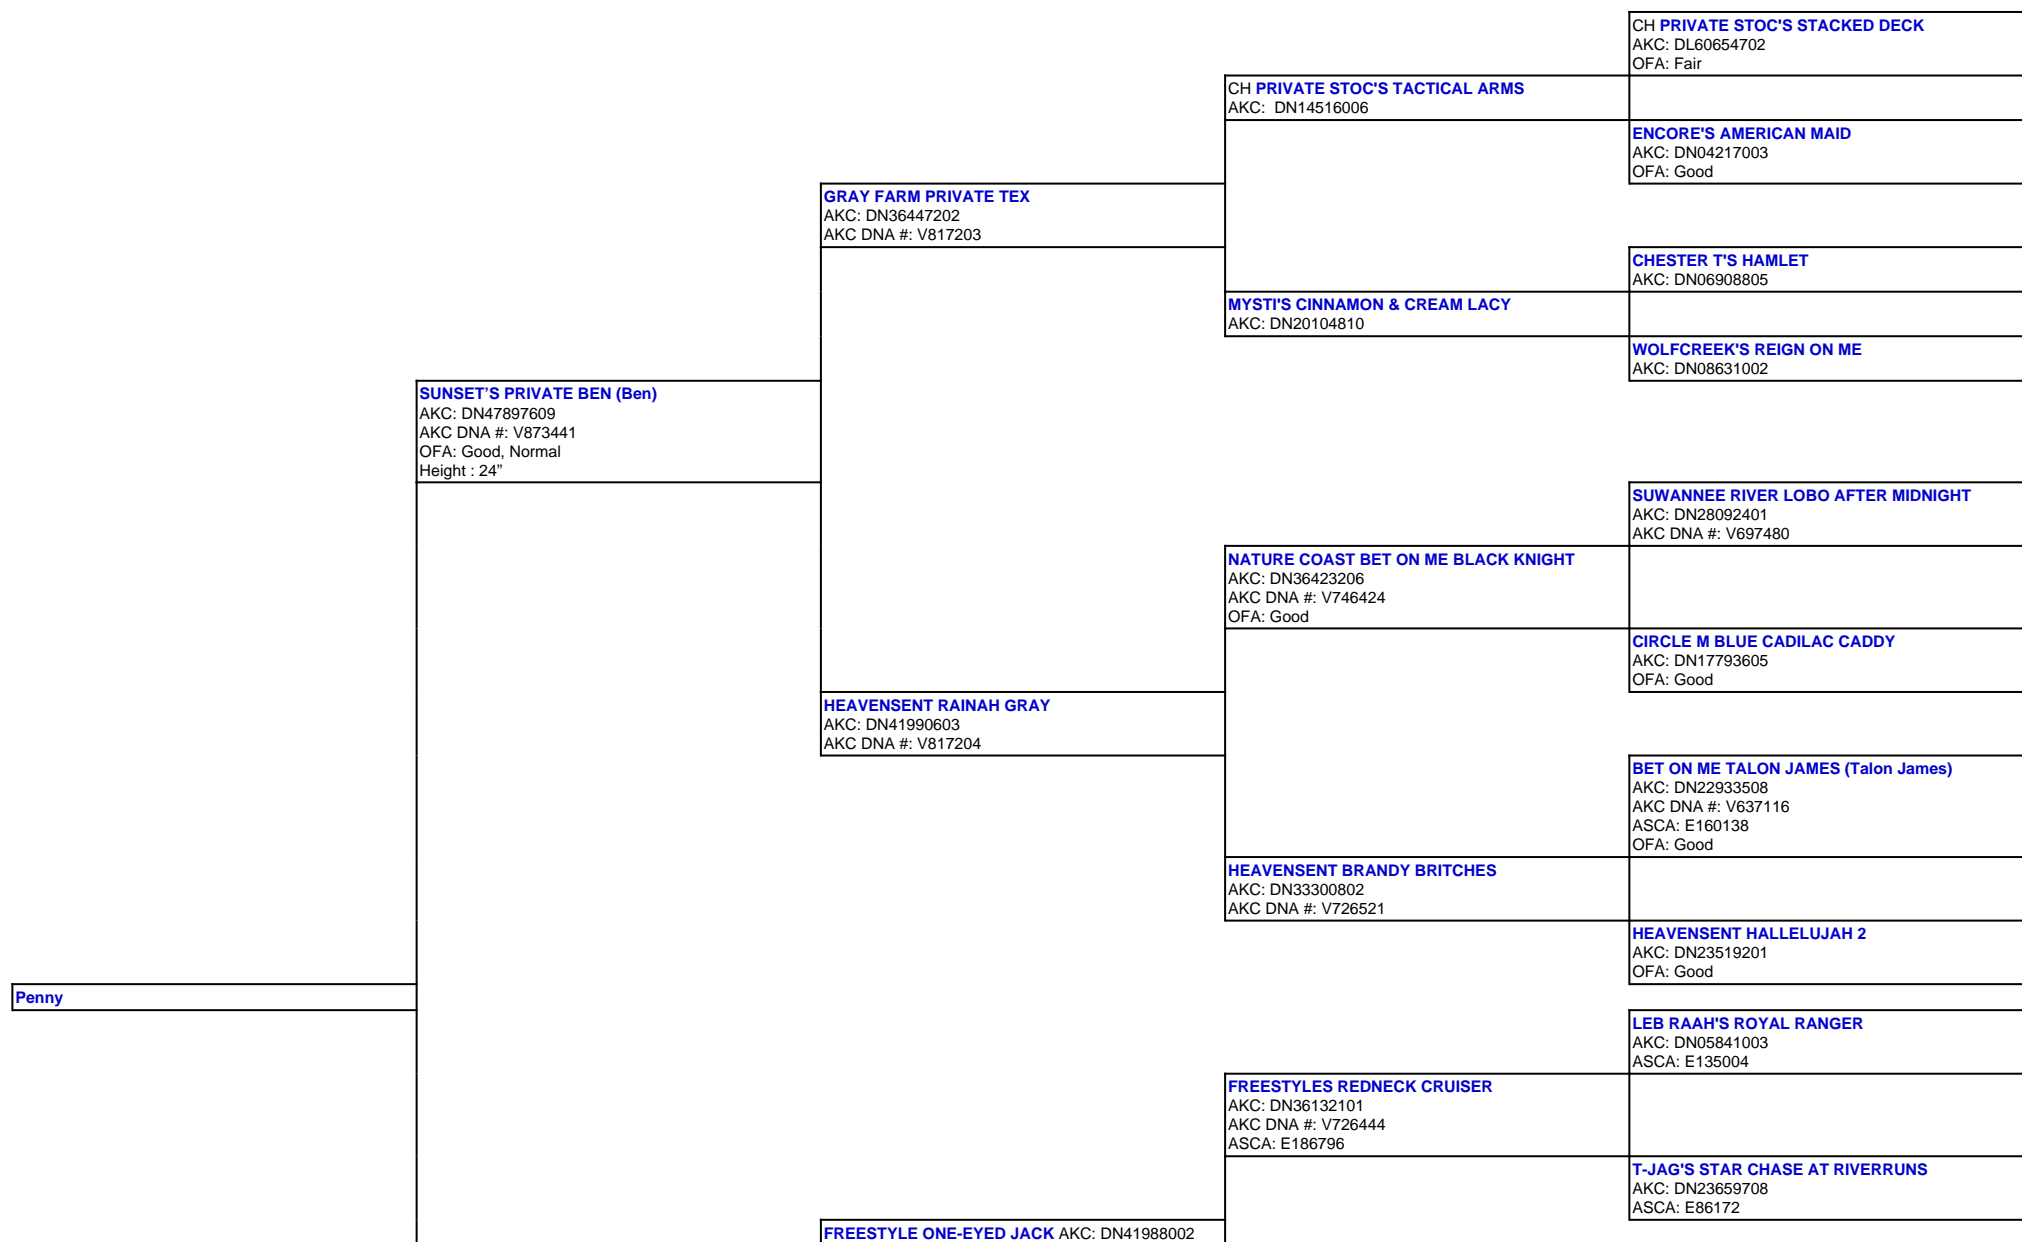 CH PRIVATE STOC'S STACKED DECK
AKC: DL60654702
OFA: Fair
CH PRIVATE STOC'S TACTICAL ARMS
AKC: DN14516006
ENCORE'S AMERICAN MAID
AKC: DN04217003
OFA: Good
GRAY FARM PRIVATE TEX
AKC: DN36447202
AKC DNA #: V817203
CHESTER T'S HAMLET
AKC: DN06908805
MYSTI'S CINNAMON & CREAM LACY
AKC: DN20104810
WOLFCREEK'S REIGN ON ME
AKC: DN08631002
SUNSET’S PRIVATE BEN (Ben)
AKC: DN47897609
AKC DNA #: V873441
OFA: Good, Normal
Height : 24”
SUWANNEE RIVER LOBO AFTER MIDNIGHT
AKC: DN28092401
AKC DNA #: V697480
NATURE COAST BET ON ME BLACK KNIGHT
AKC: DN36423206
AKC DNA #: V746424
OFA: Good
CIRCLE M BLUE CADILAC CADDY
AKC: DN17793605
OFA: Good
HEAVENSENT RAINAH GRAY
AKC: DN41990603
AKC DNA #: V817204
BET ON ME TALON JAMES (Talon James)
AKC: DN22933508
AKC DNA #: V637116
ASCA: E160138
OFA: Good
HEAVENSENT BRANDY BRITCHES
AKC: DN33300802
AKC DNA #: V726521
HEAVENSENT HALLELUJAH 2
AKC: DN23519201
OFA: Good
Penny
LEB RAAH'S ROYAL RANGER
AKC: DN05841003
ASCA: E135004
FREESTYLES REDNECK CRUISER
AKC: DN36132101
AKC DNA #: V726444
ASCA: E186796
T-JAG'S STAR CHASE AT RIVERRUNS
AKC: DN23659708
ASCA: E86172
FREESTYLE ONE-EYED JACK AKC: DN41988002